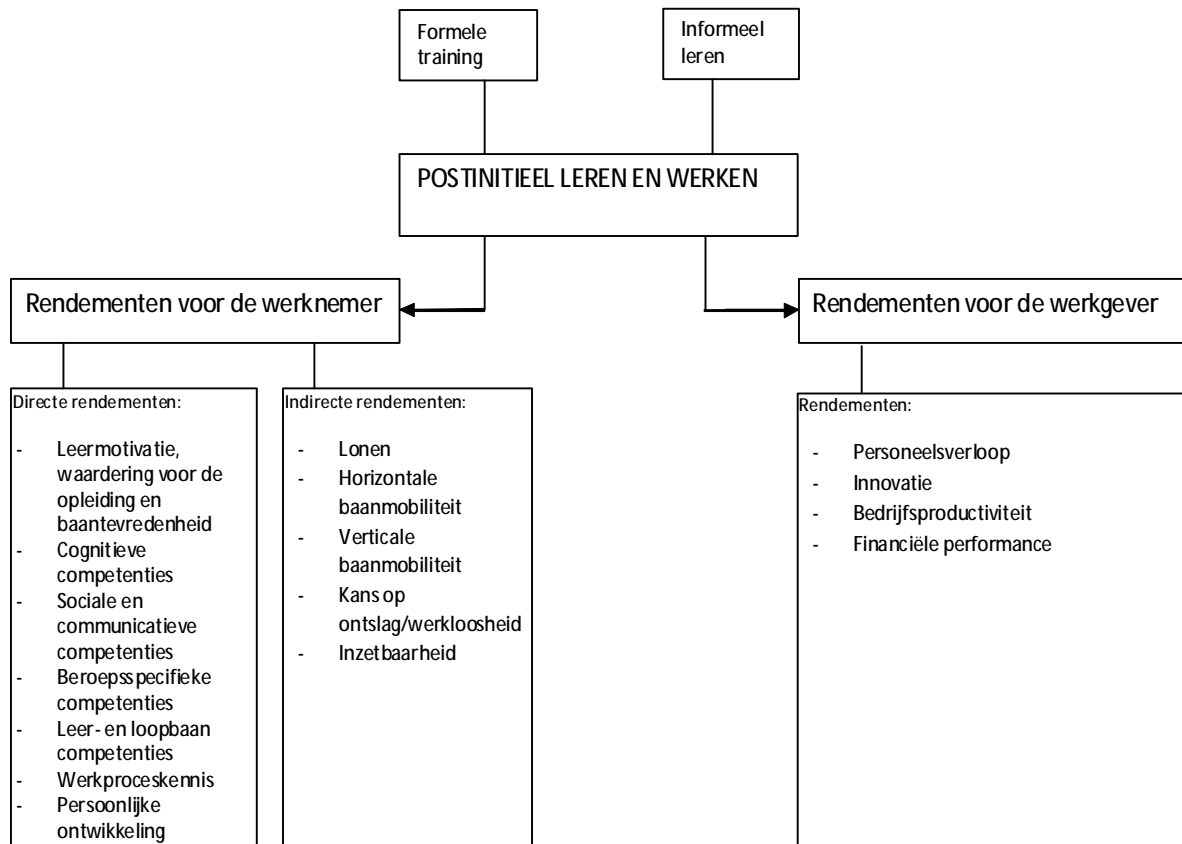 Formele
training
Informeel
leren
POSTINITIEEL LEREN EN WERKEN
Rendementen voor de werknemer
Rendementen voor de werkgever
Directe rendementen:
- Leermotivatie,
waardering voor de
opleiding en
baantevredenheid
- Cognitieve
competenties
- Sociale en
communicatieve
competenties
- Beroepsspecifieke
competenties
- Leer- en loopbaan
competenties
- Werkproceskennis
- Persoonlijke
ontwikkeling
Indirecte rendementen:
- Lonen
- Horizontale
baanmobiliteit
- Verticale
baanmobiliteit
- Kans op
ontslag/werkloosheid
- Inzetbaarheid
Rendementen:
- Personeelsverloop
- Innovatie
- Bedrijfsproductiviteit
- Financiële performance